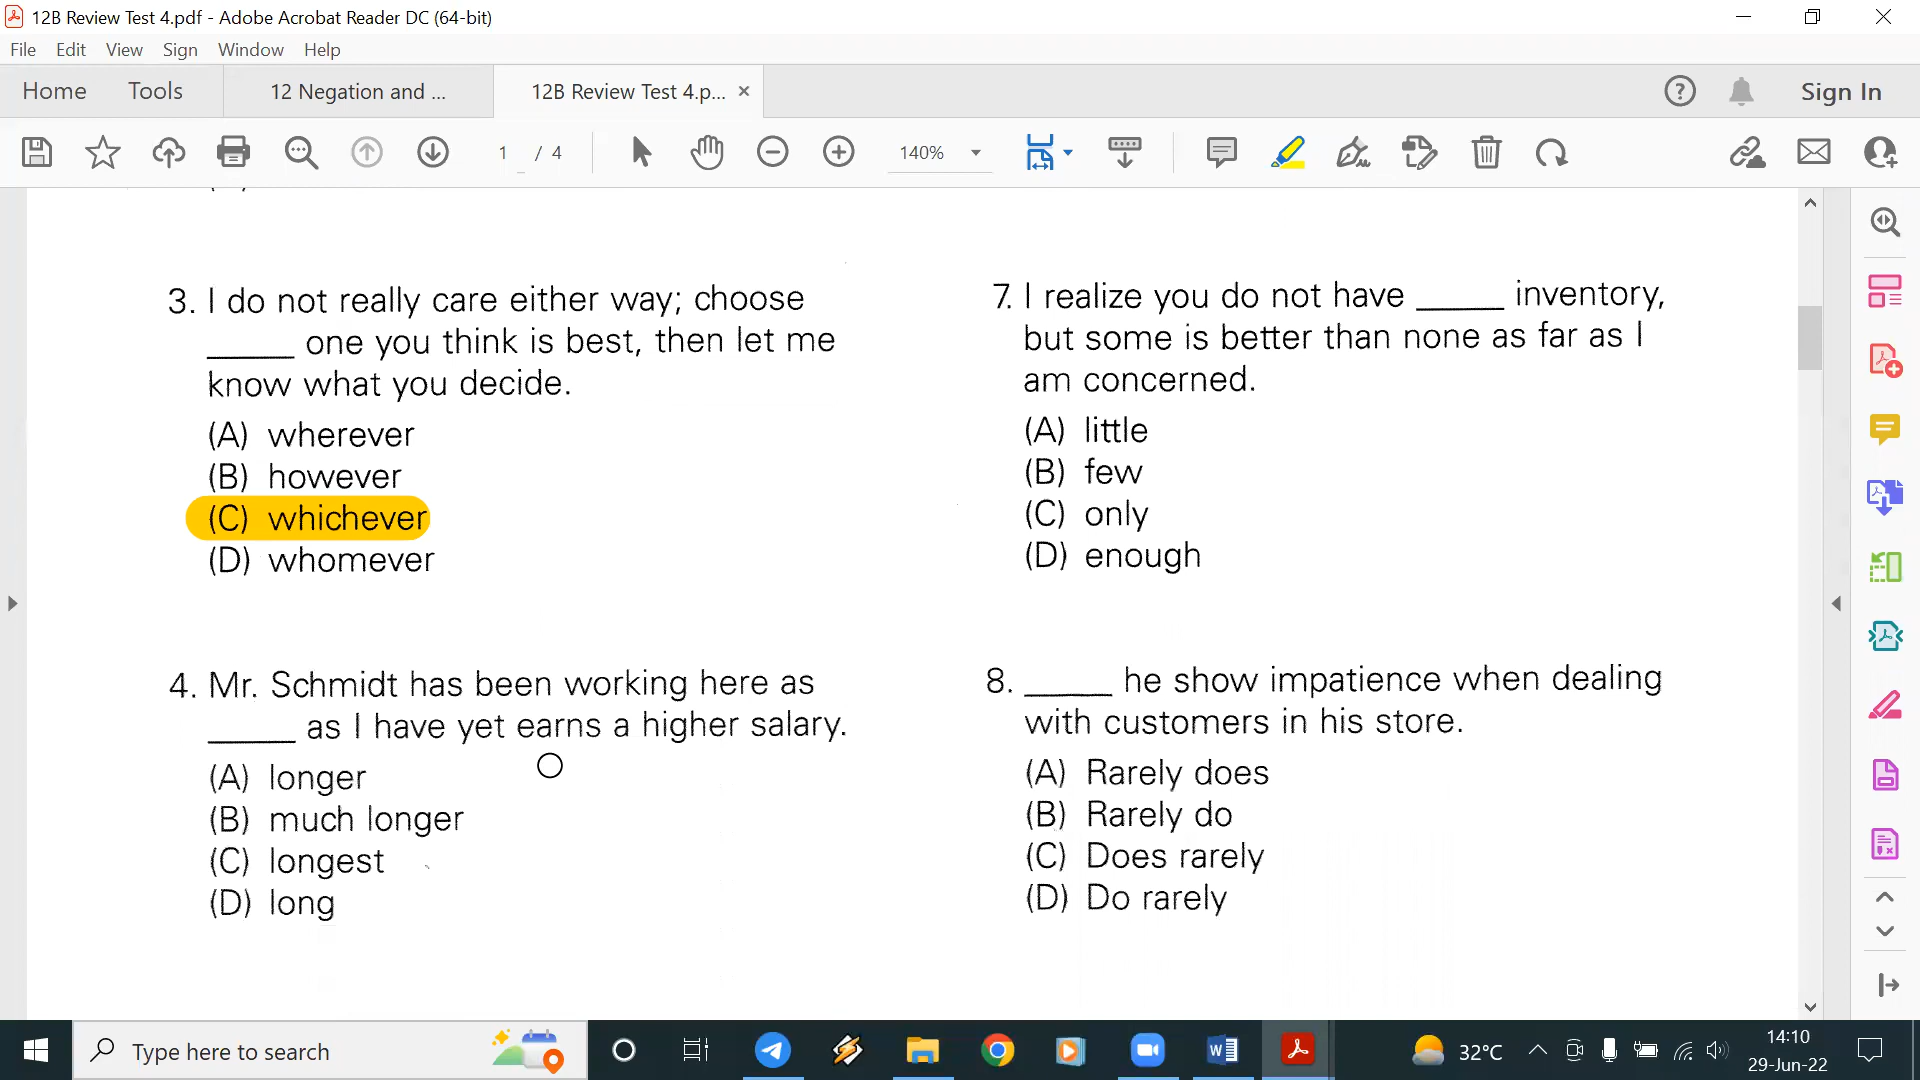 12B Review Test 4.pdf - Adobe Acrobat Reader DC (64-bit)
File Edit View Sign Window Help
Home Tools 12 Negation and ... 12B Review Test 4.p... Sign In
1 / 4 140%
3. I do not really care either way; choose
_____ one you think is best, then let me
know what you decide.
(A) wherever
(B) however
(C) whichever
(D) whomever
4. Mr. Schmidt has been working here as
_____ as I have yet earns a higher salary.
(A) longer
(B) much longer
(C) longest
(D) long
7. I realize you do not have _____ inventory,
but some is better than none as far as I
am concerned.
(A) little
(B) few
(C) only
(D) enough
8. _____ he show impatience when dealing
with customers in his store.
(A) Rarely does
(B) Rarely do
(C) Does rarely
(D) Do rarely
Type here to search
32°C
14:10
29-Jun-22